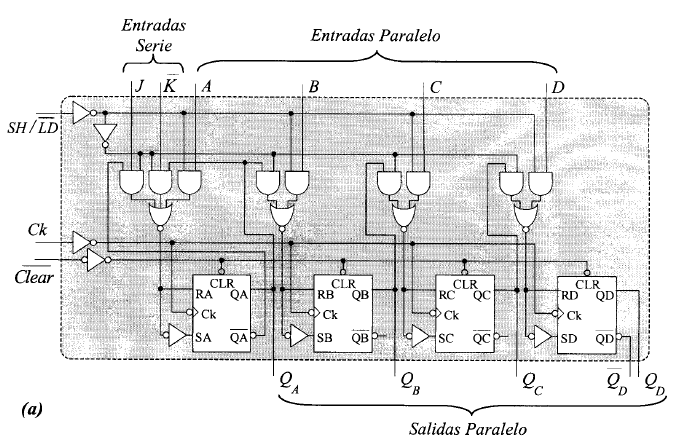 Entradas
Serie
Entradas Paralelo
J K̅ A B C D
SH/L̅D̅
Ck
C̅l̅e̅a̅r̅
CLR CLR CLR CLR
RA QA RB QB RC QC RD QD
Ck Ck Ck Ck
SA Q̅A̅ SB Q̅B̅ SC Q̅C̅ SD Q̅D̅
Q_A Q_B Q_C Q̅_D Q_D
(a)
Salidas Paralelo